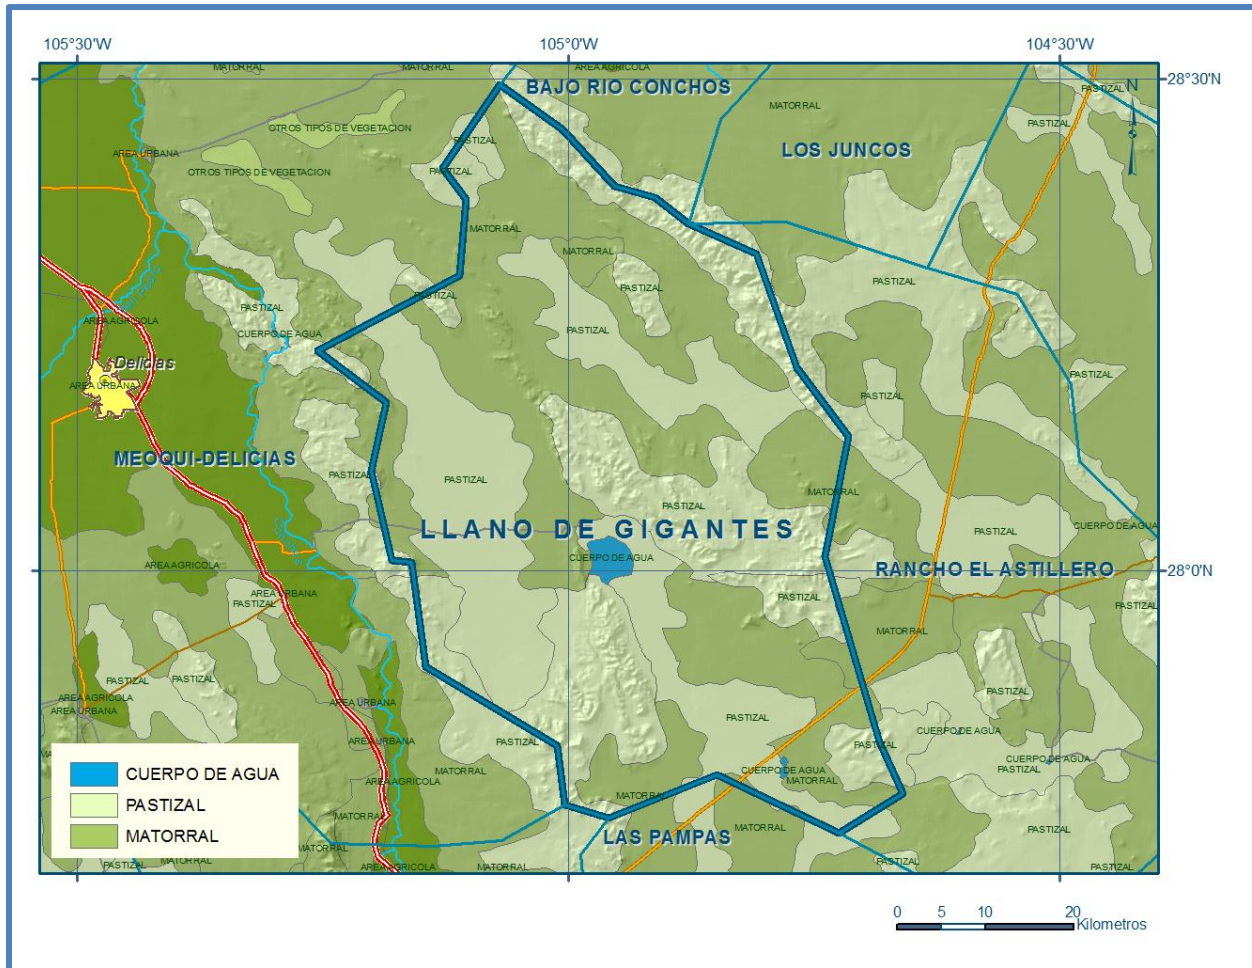 105°30'W 105°0'W 104°30'W
MATORRAL MATORRAL AREA AGRICOLA
28°30'N
BAJO RIO CONCHOS
N
PASTIZAL
MATORRAL
PASTIZAL
OTROS TIPOS DE VEGETACION
PASTIZAL
LOS JUNCOS
AREA URBANA
OTROS TIPOS DE VEGETACION
PASTIZAL
MATORRAL
MATORRAL
PASTIZAL
PASTIZAL
PASTIZAL
PASTIZAL
AREA AGRICOLA
CUERPO DE AGUA
PASTIZAL
Delicias
PASTIZAL
AREA URBANA
MEOQUI-DELICIAS
PASTIZAL
PASTIZAL
MATORRAL
PASTIZAL
LLANO DE GIGANTES
PASTIZAL
CUERPO DE AGUA
CUERPO DE AGUA
AREA AGRICOLA
RANCHO EL ASTILLERO
28°0'N
AREA URBANA
PASTIZAL
PASTIZAL
PASTIZAL
MATORRAL
PASTIZAL
PASTIZAL
PASTIZAL
AREA AGRICOLA
AREA URBANA
AREA URBANA
PASTIZAL
CUERPO DE AGUA
AREA URBANA
PASTIZAL
PASTIZAL
CUERPO DE AGUA
PASTIZAL
MATORRAL
CUERPO DE AGUA
MATORRAL
AREA AGRICOLA
MATORRAL
MATORRAL
MATORRAL
PASTIZAL
LAS PAMPAS
MATORRAL
PASTIZAL
MATORRAL
AREA AGRICOLA
MATORRAL
PASTIZAL
PASTIZAL
CUERPO DE AGUA
PASTIZAL
MATORRAL
0 5 10 20
Kilometros